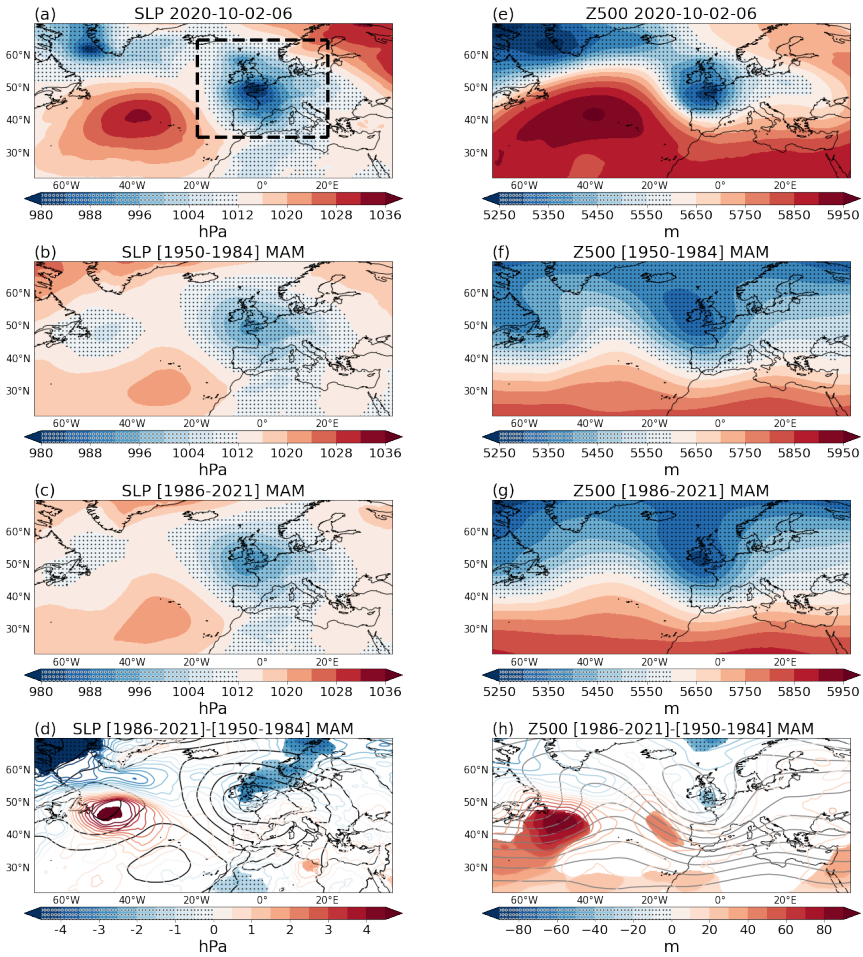 (a) SLP 2020-10-02-06
60°N
50°N
40°N
30°N
60°W 40°W 20°W 0° 20°E
980 988 996 1004 1012 1020 1028 1036
hPa
(e) Z500 2020-10-02-06
60°N
50°N
40°N
30°N
60°W 40°W 20°W 0° 20°E
5250 5350 5450 5550 5650 5750 5850 5950
m
(b) SLP [1950-1984] MAM
60°N
50°N
40°N
30°N
60°W 40°W 20°W 0° 20°E
980 988 996 1004 1012 1020 1028 1036
hPa
(f) Z500 [1950-1984] MAM
60°N
50°N
40°N
30°N
60°W 40°W 20°W 0° 20°E
5250 5350 5450 5550 5650 5750 5850 5950
m
(c) SLP [1986-2021] MAM
60°N
50°N
40°N
30°N
60°W 40°W 20°W 0° 20°E
980 988 996 1004 1012 1020 1028 1036
hPa
(g) Z500 [1986-2021] MAM
60°N
50°N
40°N
30°N
60°W 40°W 20°W 0° 20°E
5250 5350 5450 5550 5650 5750 5850 5950
m
(d) SLP [1986-2021]-[1950-1984] MAM
60°N
50°N
40°N
30°N
60°W 40°W 20°W 0° 20°E
-4 -3 -2 -1 0 1 2 3 4
hPa
(h) Z500 [1986-2021]-[1950-1984] MAM
60°N
50°N
40°N
30°N
60°W 40°W 20°W 0° 20°E
−80 −60 −40 −20 0 20 40 60 80
m